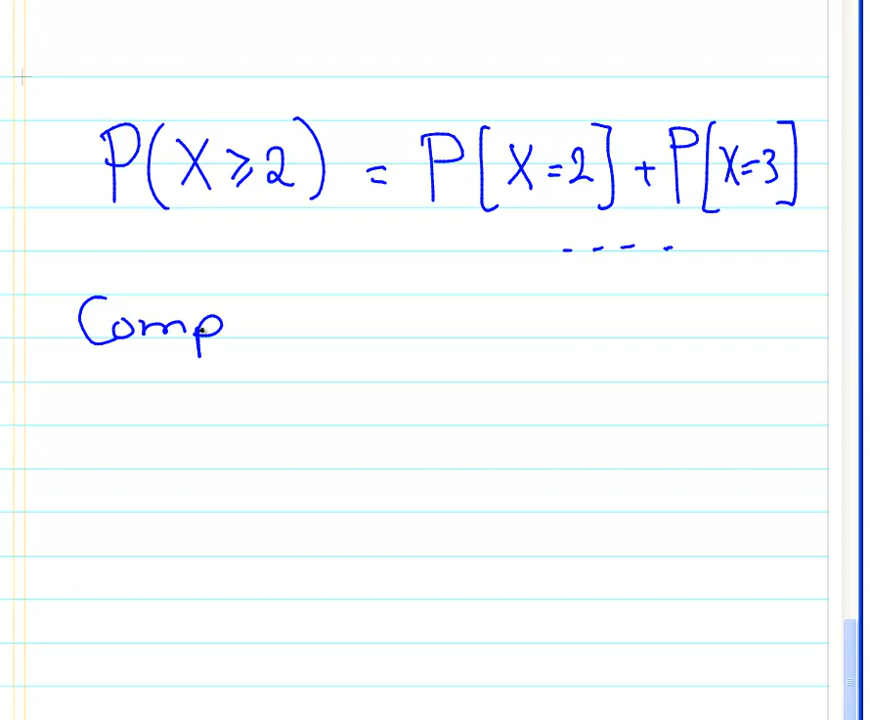 P(X ⩾ 2) = P[X=2] + P[X=3]
....
Comp